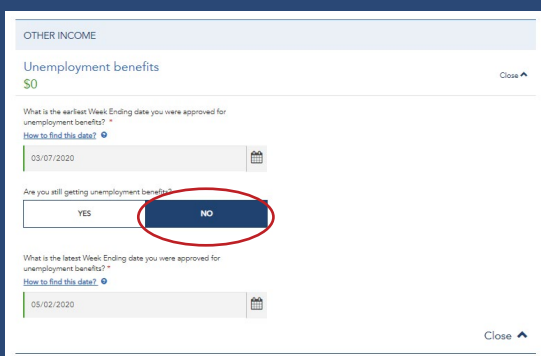 OTHER INCOME
Unemployment benefits
$0
Close
What is the earliest Week Ending date you were approved for
unemployment benefits? *
How to find this date? ?
03/07/2020
Are you still getting unemployment benefits?
YES
NO
What is the latest Week Ending date you were approved for
unemployment benefits? *
How to find this date? ?
05/02/2020
Close